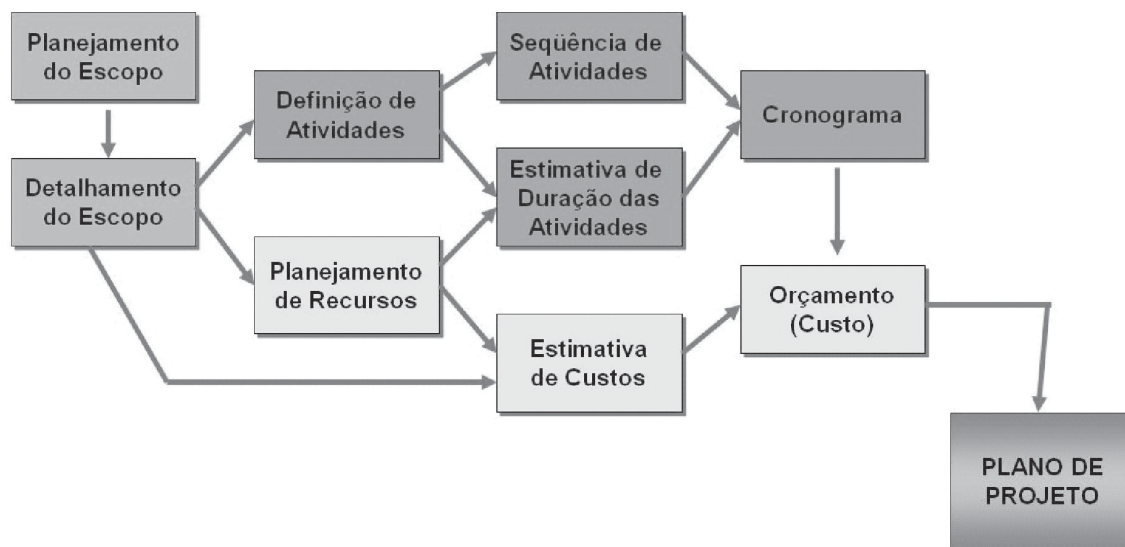 Planejamento
do Escopo
Detalhamento
do Escopo
Definição de
Atividades
Planejamento
de Recursos
Seqüência de
Atividades
Estimativa de
Duração das
Atividades
Estimativa
de Custos
Cronograma
Orçamento
(Custo)
PLANO DE
PROJETO